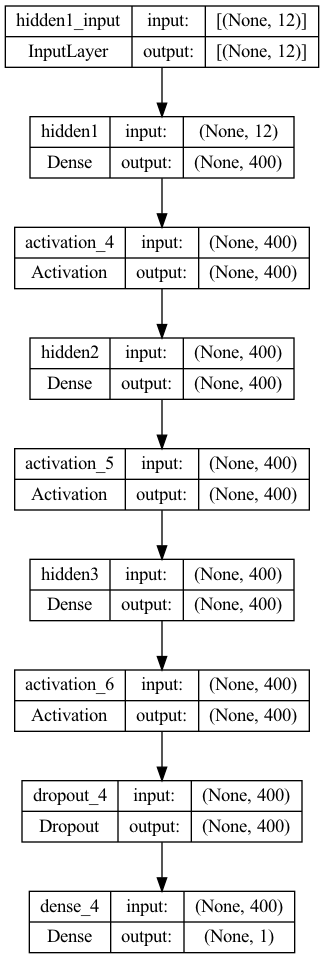 hidden1_input input: [(None, 12)]
InputLayer output: [(None, 12)]
hidden1 input: (None, 12)
Dense output: (None, 400)
activation_4 input: (None, 400)
Activation output: (None, 400)
hidden2 input: (None, 400)
Dense output: (None, 400)
activation_5 input: (None, 400)
Activation output: (None, 400)
hidden3 input: (None, 400)
Dense output: (None, 400)
activation_6 input: (None, 400)
Activation output: (None, 400)
dropout_4 input: (None, 400)
Dropout output: (None, 400)
dense_4 input: (None, 400)
Dense output: (None, 1)